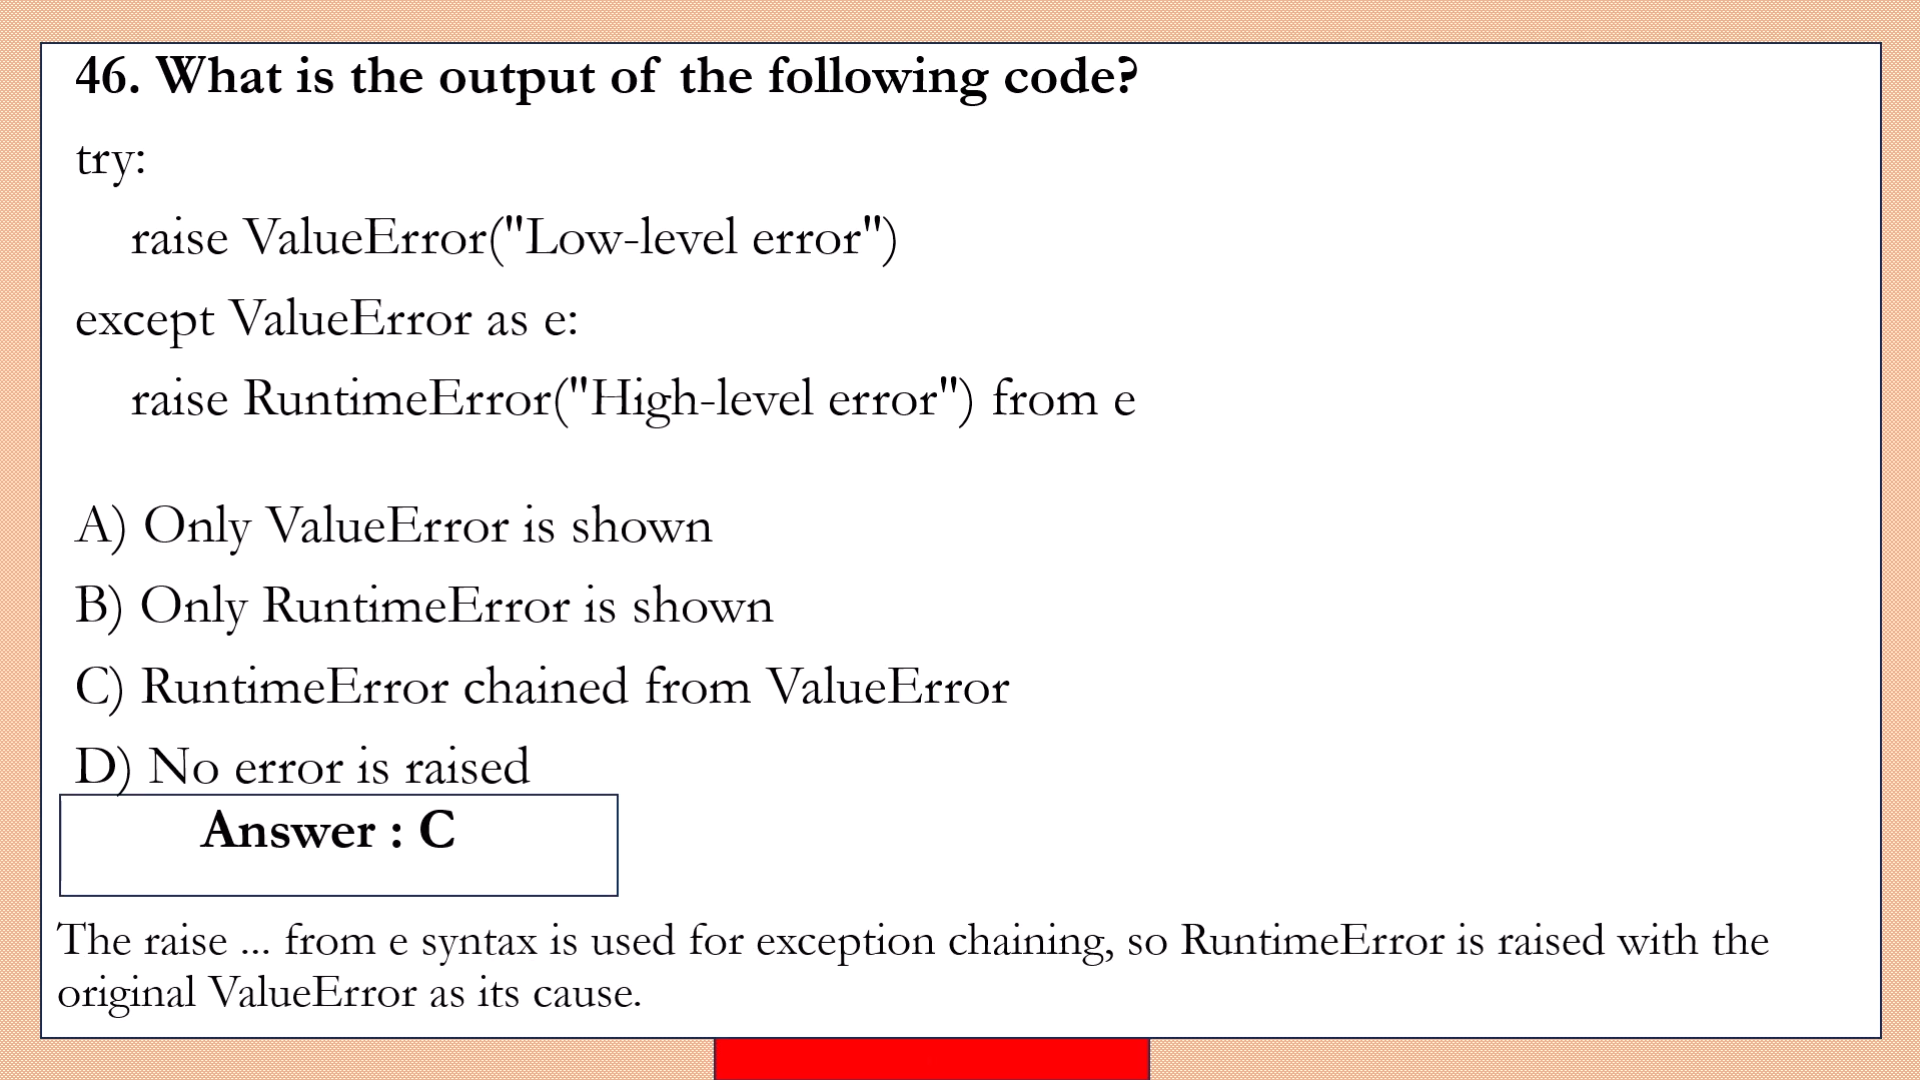 46. What is the output of the following code?
try:
raise ValueError("Low-level error")
except ValueError as e:
raise RuntimeError("High-level error") from e
A) Only ValueError is shown
B) Only RuntimeError is shown
C) RuntimeError chained from ValueError
D) No error is raised
Answer : C
The raise ... from e syntax is used for exception chaining, so RuntimeError is raised with the
original ValueError as its cause.